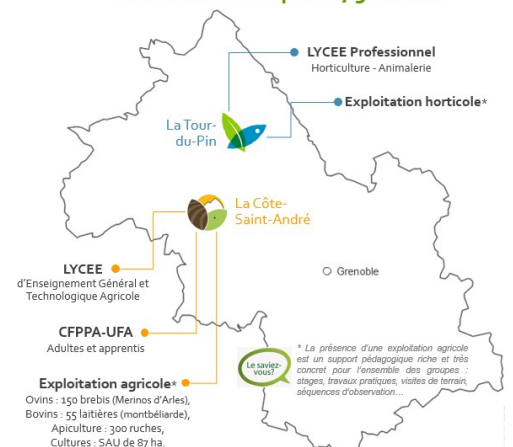 LYCEE Professionnel
Horticulture - Animalerie
Exploitation horticole*
La Tour-
du-Pin
La Côte-
Saint-André
LYCEE
d'Enseignement Général et
Technologique Agricole
Grenoble
CFPPA-UFA
Adultes et apprentis
Le saviez-
vous?
* La présence d'une exploitation agricole
est un support pédagogique riche et très
concret pour l'ensemble des groupes :
stages, travaux pratiques, visites de terrain,
séquences d'observation…
Exploitation agricole*
Ovins : 150 brebis (Merinos d'Arles),
Bovins : 55 laitières (montbéliarde),
Apiculture : 300 ruches,
Cultures : SAU de 87 ha.